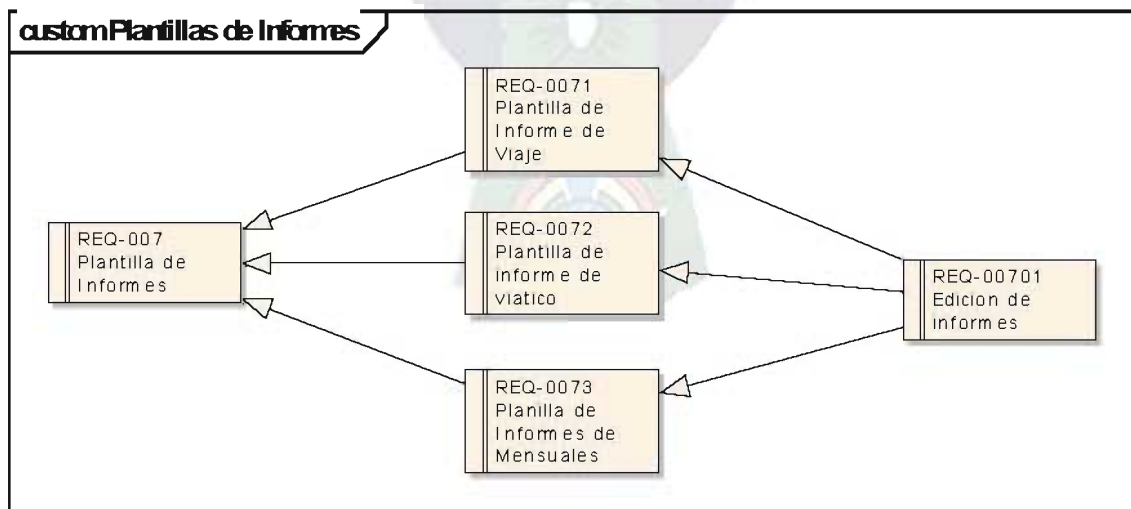 custom Plantillas de Informes
REQ-0071
Plantilla de
Informe de
Viaje
REQ-007
Plantilla de
Informes
REQ-0072
Plantilla de
informe de
viatico
REQ-00701
Edicion de
informes
REQ-0073
Planilla de
Informes de
Mensuales